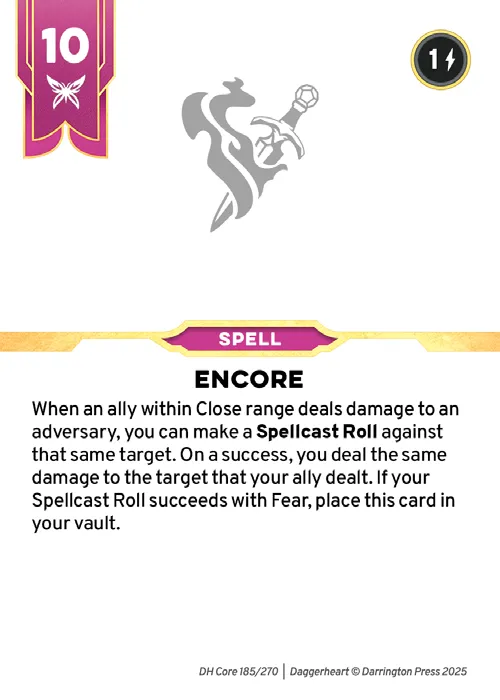 10
1
SPELL
ENCORE
When an ally within Close range deals damage to an
adversary, you can make a Spellcast Roll against
that same target. On a success, you deal the same
damage to the target that your ally dealt. If your
Spellcast Roll succeeds with Fear, place this card in
your vault.
DH Core 185/270 | Daggerheart © Darrington Press 2025